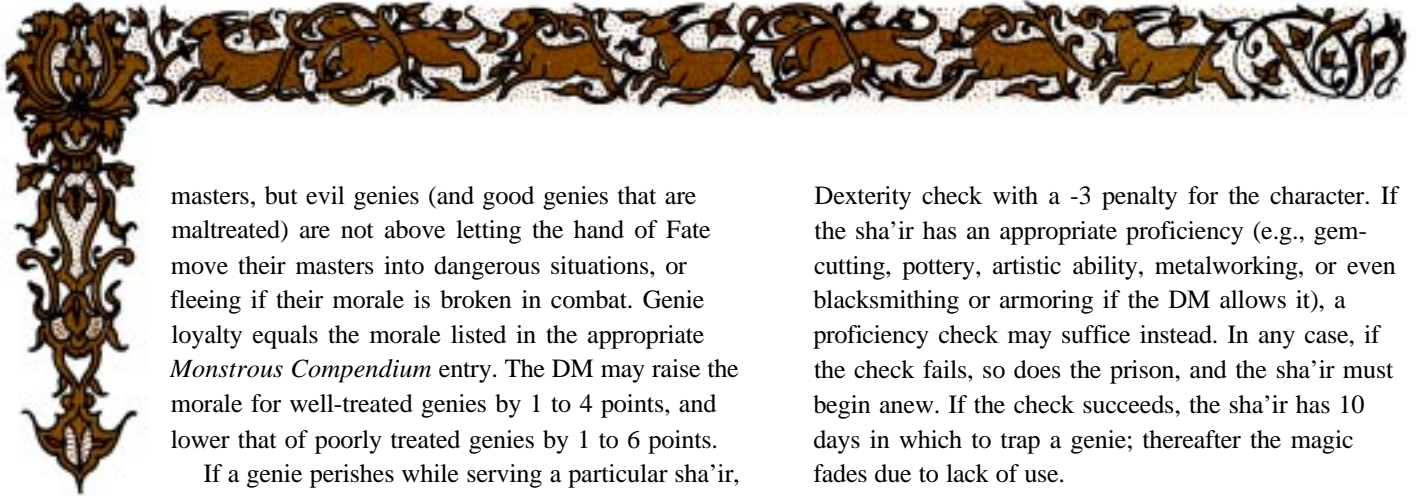 masters, but evil genies (and good genies that are
maltreated) are not above letting the hand of Fate
move their masters into dangerous situations, or
fleeing if their morale is broken in combat. Genie
loyalty equals the morale listed in the appropriate
Monstrous Compendium entry. The DM may raise the
morale for well-treated genies by 1 to 4 points, and
lower that of poorly treated genies by 1 to 6 points.
If a genie perishes while serving a particular sha'ir,
Dexterity check with a -3 penalty for the character. If
the sha'ir has an appropriate proficiency (e.g., gem-
cutting, pottery, artistic ability, metalworking, or even
blacksmithing or armoring if the DM allows it), a
proficiency check may suffice instead. In any case, if
the check fails, so does the prison, and the sha'ir must
begin anew. If the check succeeds, the sha'ir has 10
days in which to trap a genie; thereafter the magic
fades due to lack of use.